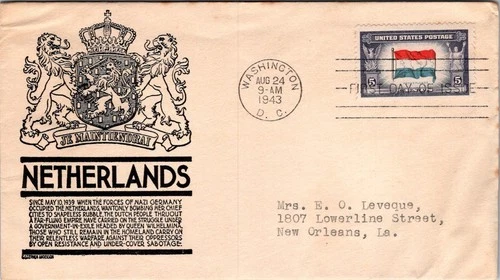 UNITED STATES POSTAGE
5 5
WASHINGTON
AUG 24
9-AM
1943
D. C.
FIRST DAY OF ISSUE
JE MAINTIENDRAI
NETHERLANDS
SINCE MAY 10, 1939 WHEN THE FORCES OF NAZI GERMANY
OCCUPIED THE NETHERLANDS, WANTONLY BOMBING HER CHIEF
CITIES TO SHAPELESS RUBBLE, THE DUTCH PEOPLE THRUOUT
A FAR-FLUNG EMPIRE HAVE CARRIED ON THE STRUGGLE UNDER
A GOVERNMENT-IN-EXILE HEADED BY QUEEN WILHELMINA.
THOSE WHO STILL REMAIN IN THE HOMELAND, CARRY ON
THEIR RELENTLESS WARFARE AGAINST THEIR OPPRESSORS
BY OPEN RESISTANCE AND UNDER-COVER SABOTAGE.
Mrs. E. O. Leveque,
1807 Lowerline Street,
New Orleans, La.